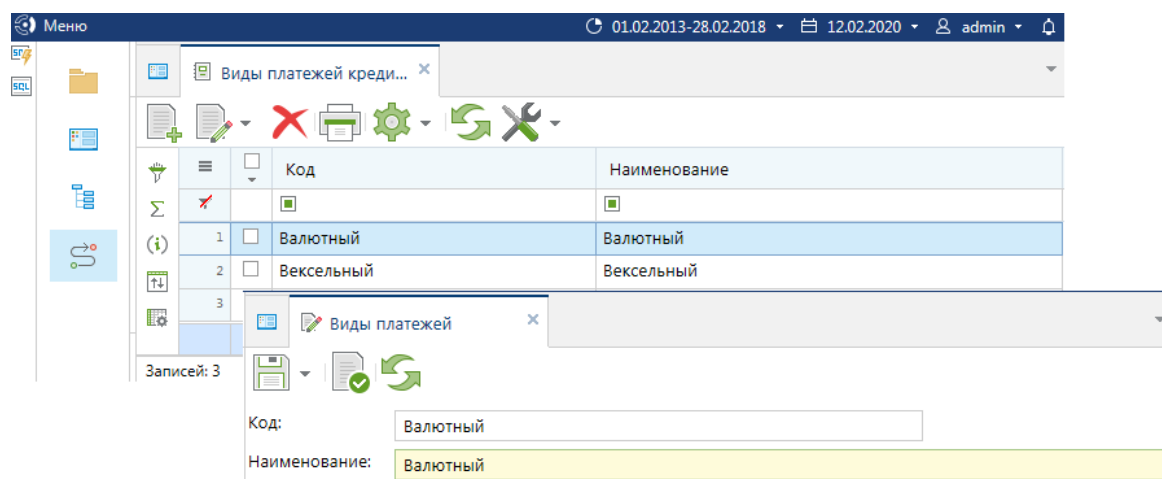 Меню 01.02.2013-28.02.2018 12.02.2020 admin
SQL
Виды платежей креди...
Код Наименование
1 Валютный Валютный
2 Вексельный Вексельный
3
Записей: 3
Виды платежей
Код: Валютный
Наименование: Валютный